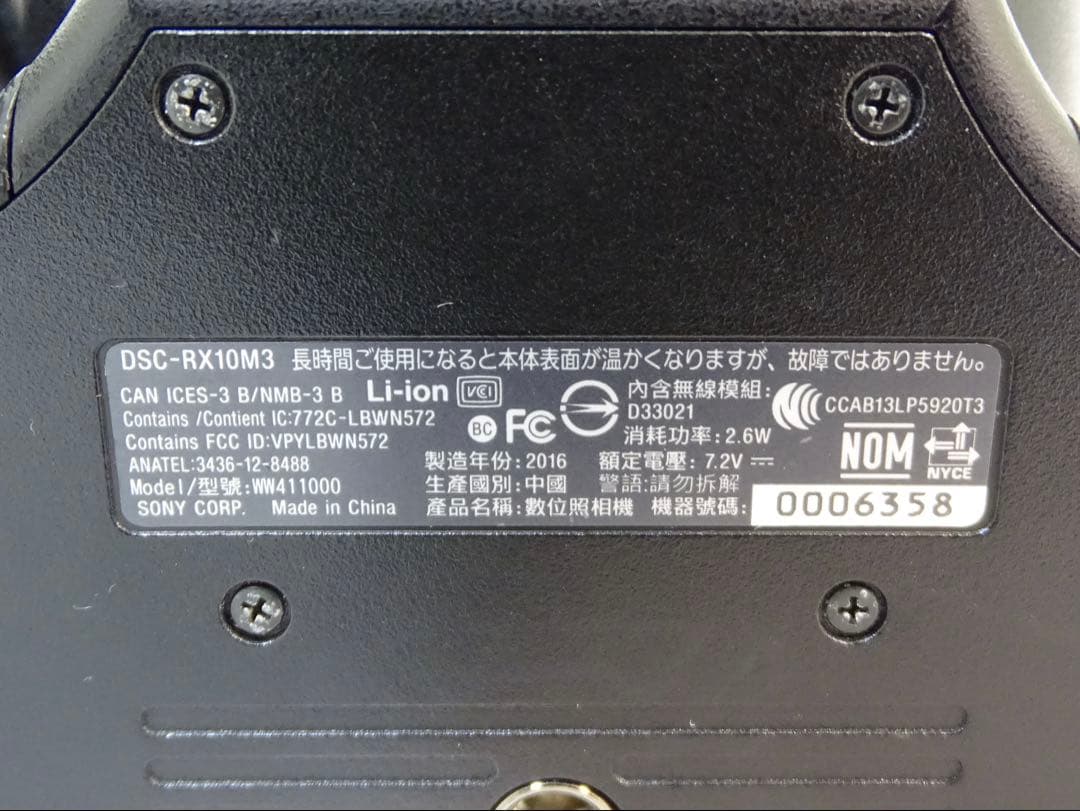 DSC-RX10M3 長時間ご使用になると本体表面が温かくなりますが、故障ではありません。
CAN ICES-3 B/NMB-3 B Li-ion VCCI
Contains /Contient IC:772C-LBWN572
Contains FCC ID:VPYLBWN572
ANATEL:3436-12-8488
Model/型號:WW411000
SONY CORP. Made in China
BC FC
內含無線模組:
D33021
消耗功率:2.6W
CCAB13LP5920T3
NOM NYCE
製造年份:2016 額定電壓:7.2V
生產國別:中國 警語:請勿拆解
產品名稱:數位照相機 機器號碼:0006358